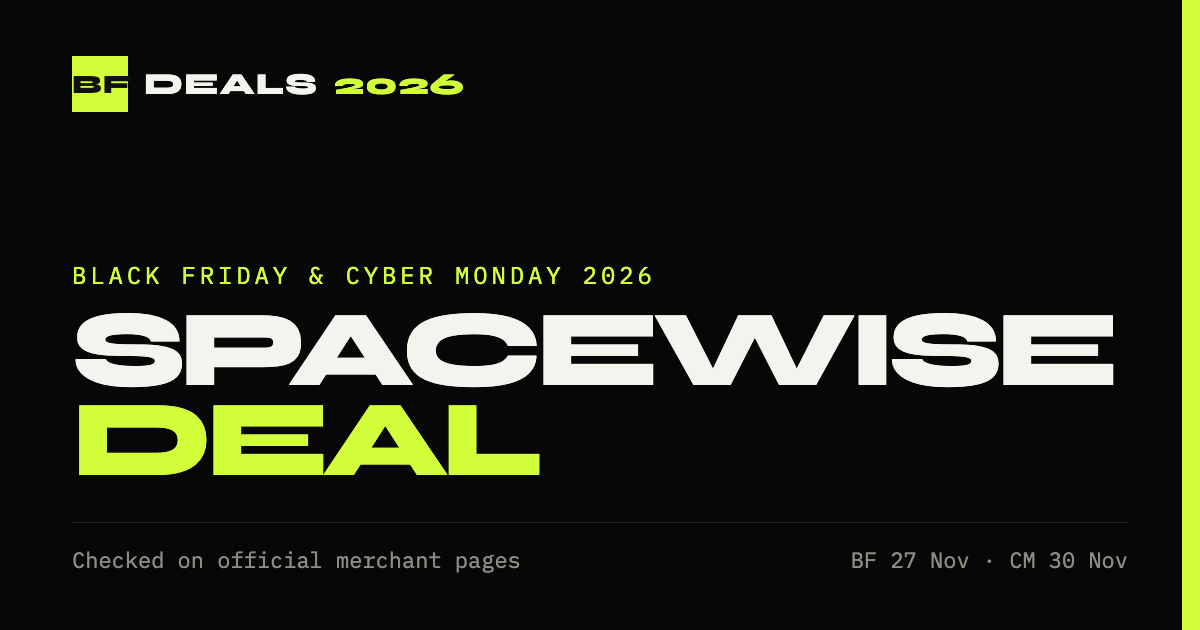 BF DEALS 2026
BLACK FRIDAY & CYBER MONDAY 2026
SPACEWISE
DEAL
Checked on official merchant pages
BF 27 Nov · CM 30 Nov